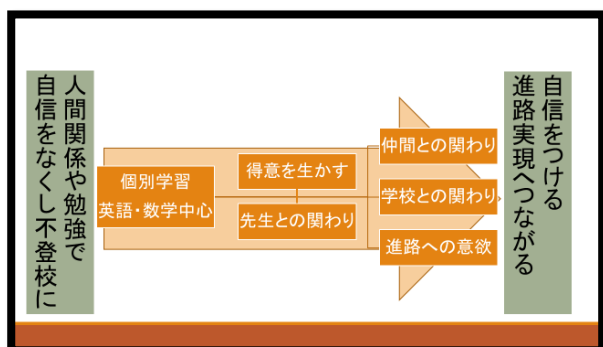 人間関係や勉強で
自信をなくし不登校に
個別学習
英語・数学中心
得意を生かす
先生との関わり
仲間との関わり
学校との関わり
進路への意欲
自信をつける
進路実現へつながる